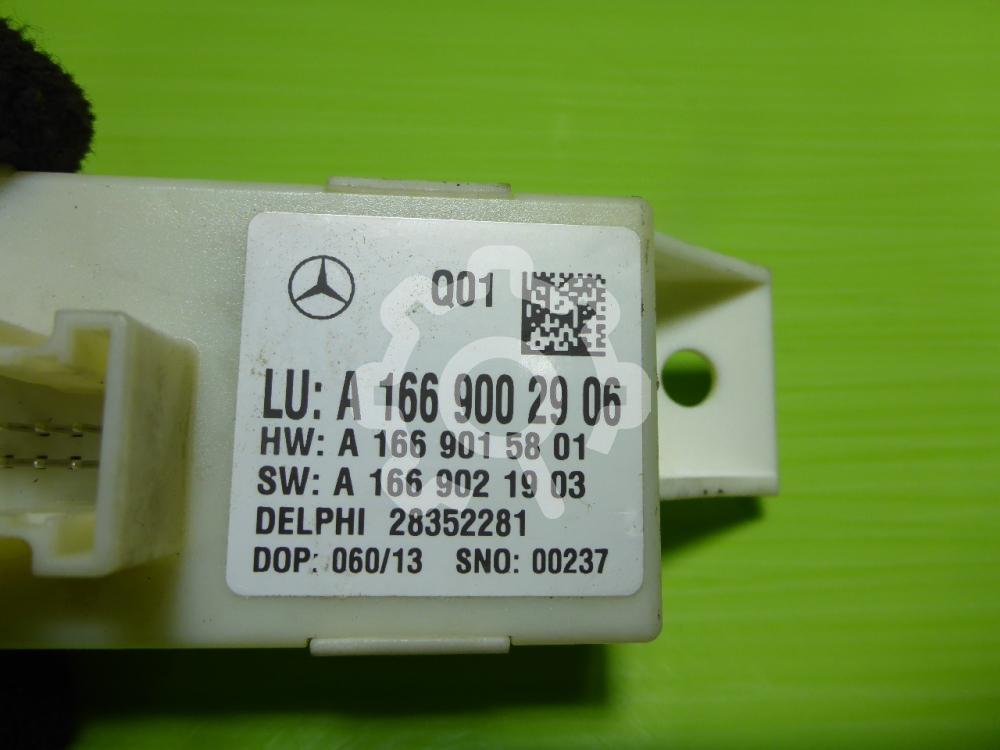 Q01
LU: A 166 900 29 06
HW: A 166 901 58 01
SW: A 166 902 19 03
DELPHI 28352281
DOP: 060/13 SNO: 00237